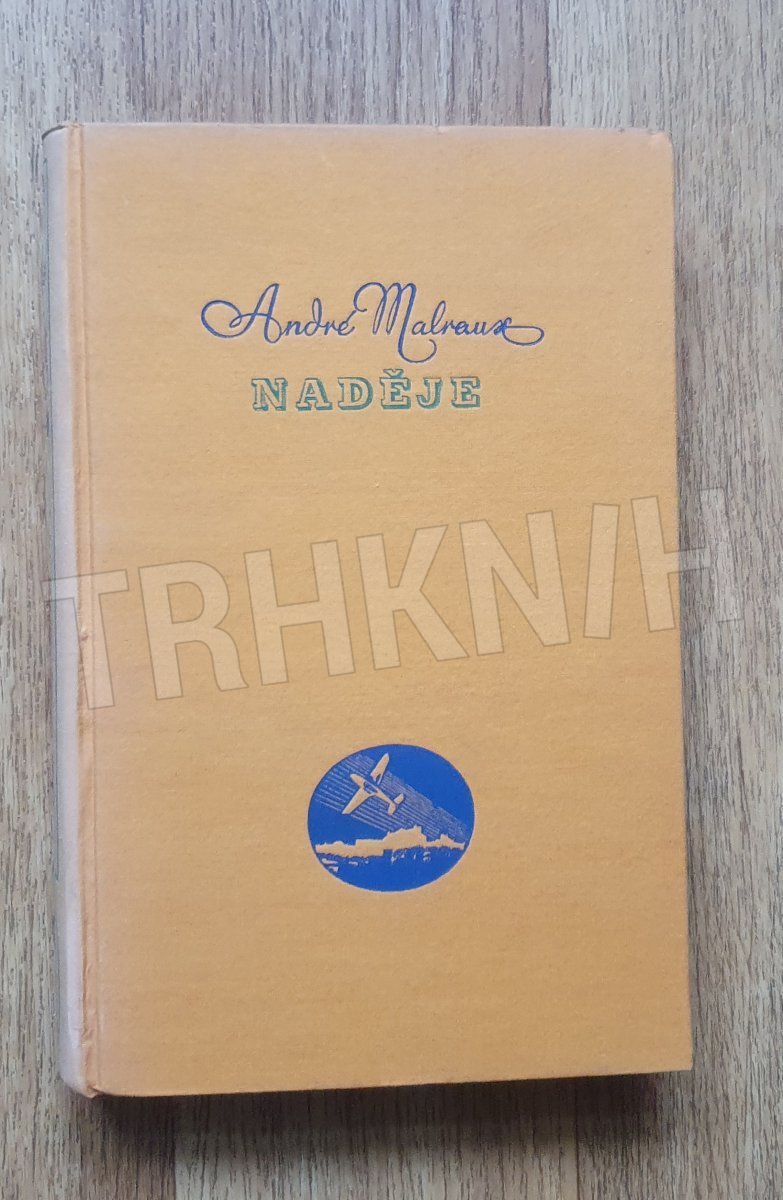 André Malraux
NADĚJE
TRHKNIH